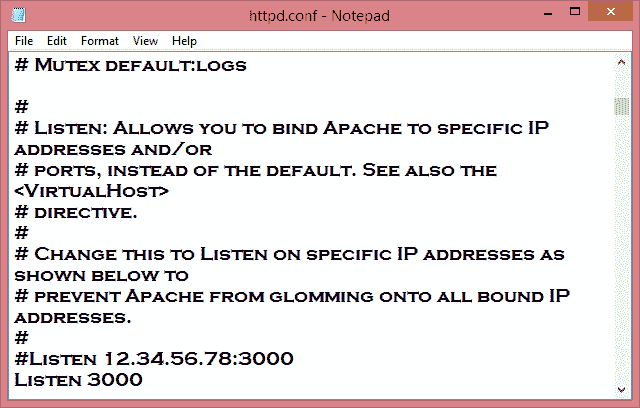 httpd.conf - Notepad
File Edit Format View Help
# Mutex default:logs
#
# Listen: Allows you to bind Apache to specific IP
addresses and/or
# ports, instead of the default. See also the
<VirtualHost>
# directive.
#
# Change this to Listen on specific IP addresses as
shown below to
# prevent Apache from glomming onto all bound IP
addresses.
#
#Listen 12.34.56.78:3000
Listen 3000